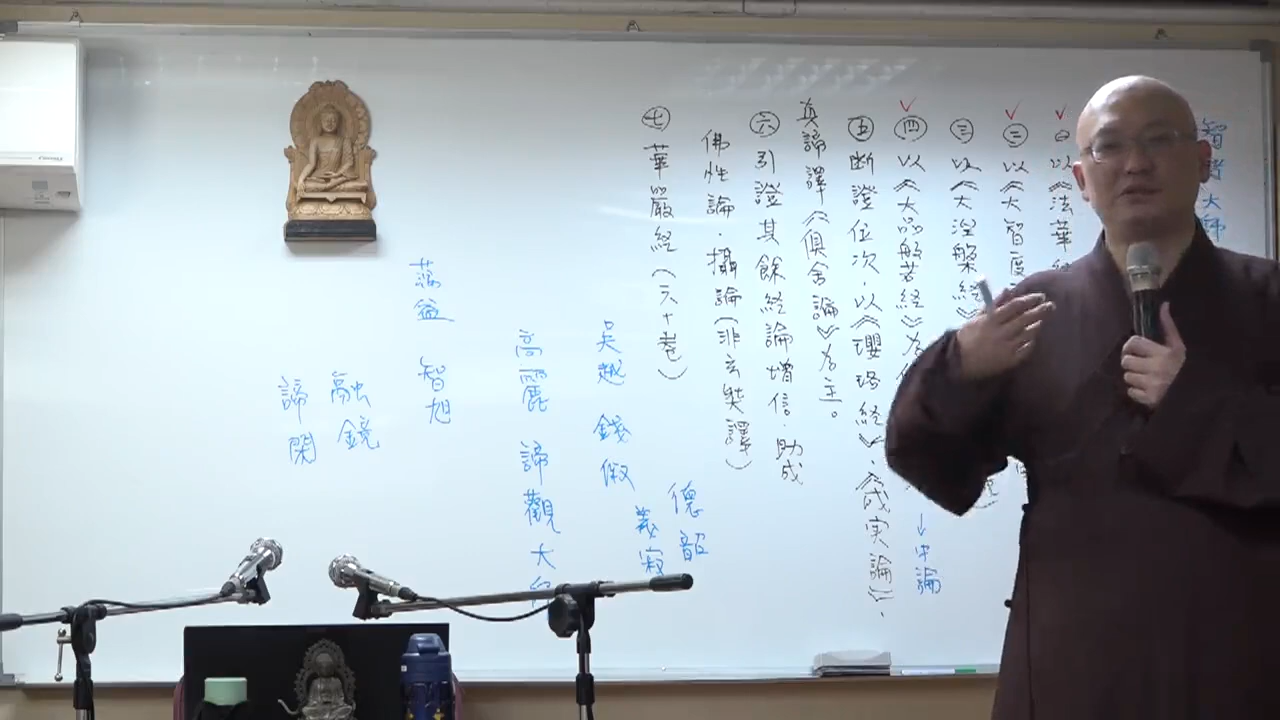 智者大師
㊀以《法華經
㊁以《大智度
㊂以《大涅槃經》
㊃以《大品般若經》為
↓中論
㊄斷證位次,以《瓔珞經》、《成実論》、
真諦譯《俱舍論》為主。
㊅引證其餘經論增信.助成
佛性論.攝論(非玄奘譯)
㊆華嚴經(六十卷)
德韶
義寂
吳越 錢俶
高麗 諦觀大
蕅益 智旭
融鏡
諦閑